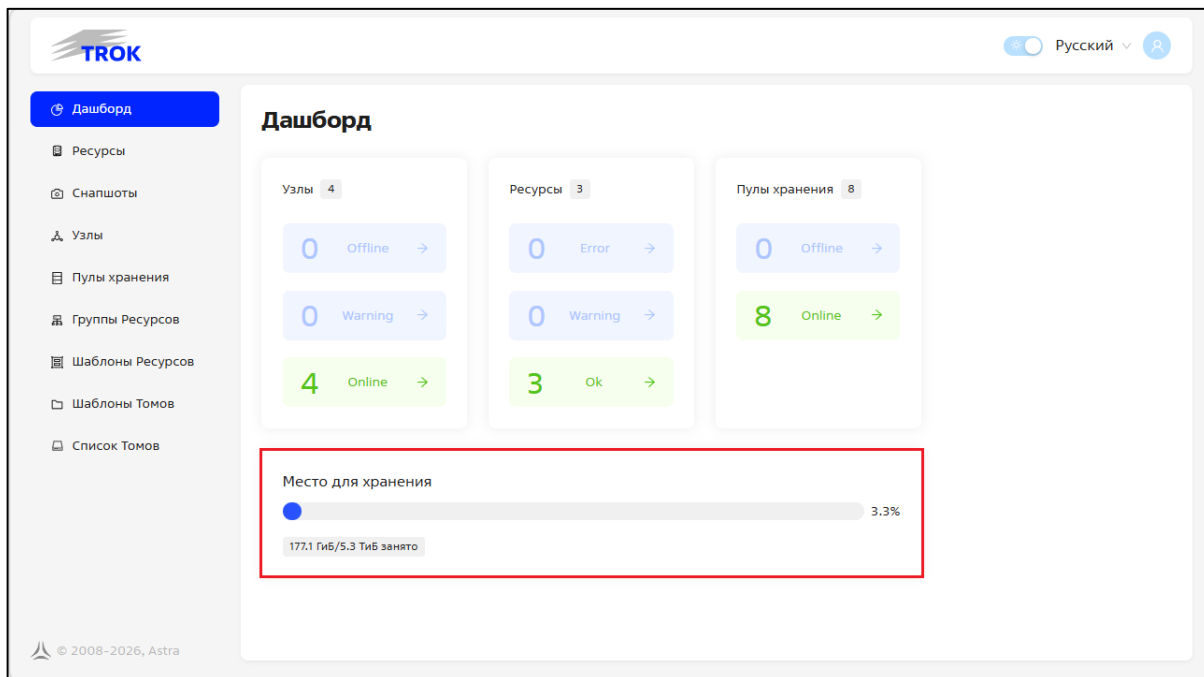 TROK
Русский
Дашборд
Ресурсы
Снапшоты
Узлы
Пулы хранения
Группы Ресурсов
Шаблоны Ресурсов
Шаблоны Томов
Список Томов
© 2008-2026, Astra
Дашборд
Узлы 4
0 Offline
0 Warning
4 Online
Ресурсы 3
0 Error
0 Warning
3 Ok
Пулы хранения 8
0 Offline
8 Online
Место для хранения
3.3%
177.1 ГиБ/5.3 ТиБ занято